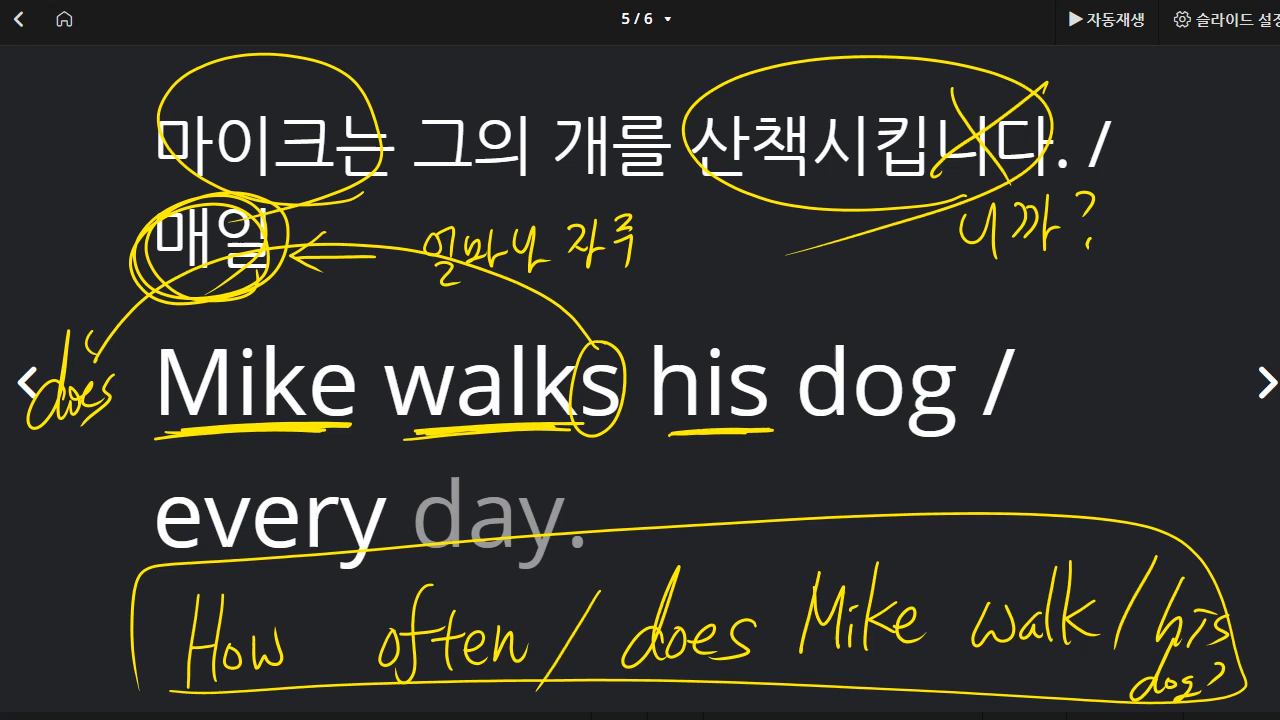 5 / 6
자동재생
슬라이드 설정
마이크는 그의 개를 산책시킵니다. /
니까?
매일
얼마나 자주
does
Mike walks his dog /
every day.
How often / does Mike walk / his
dog?